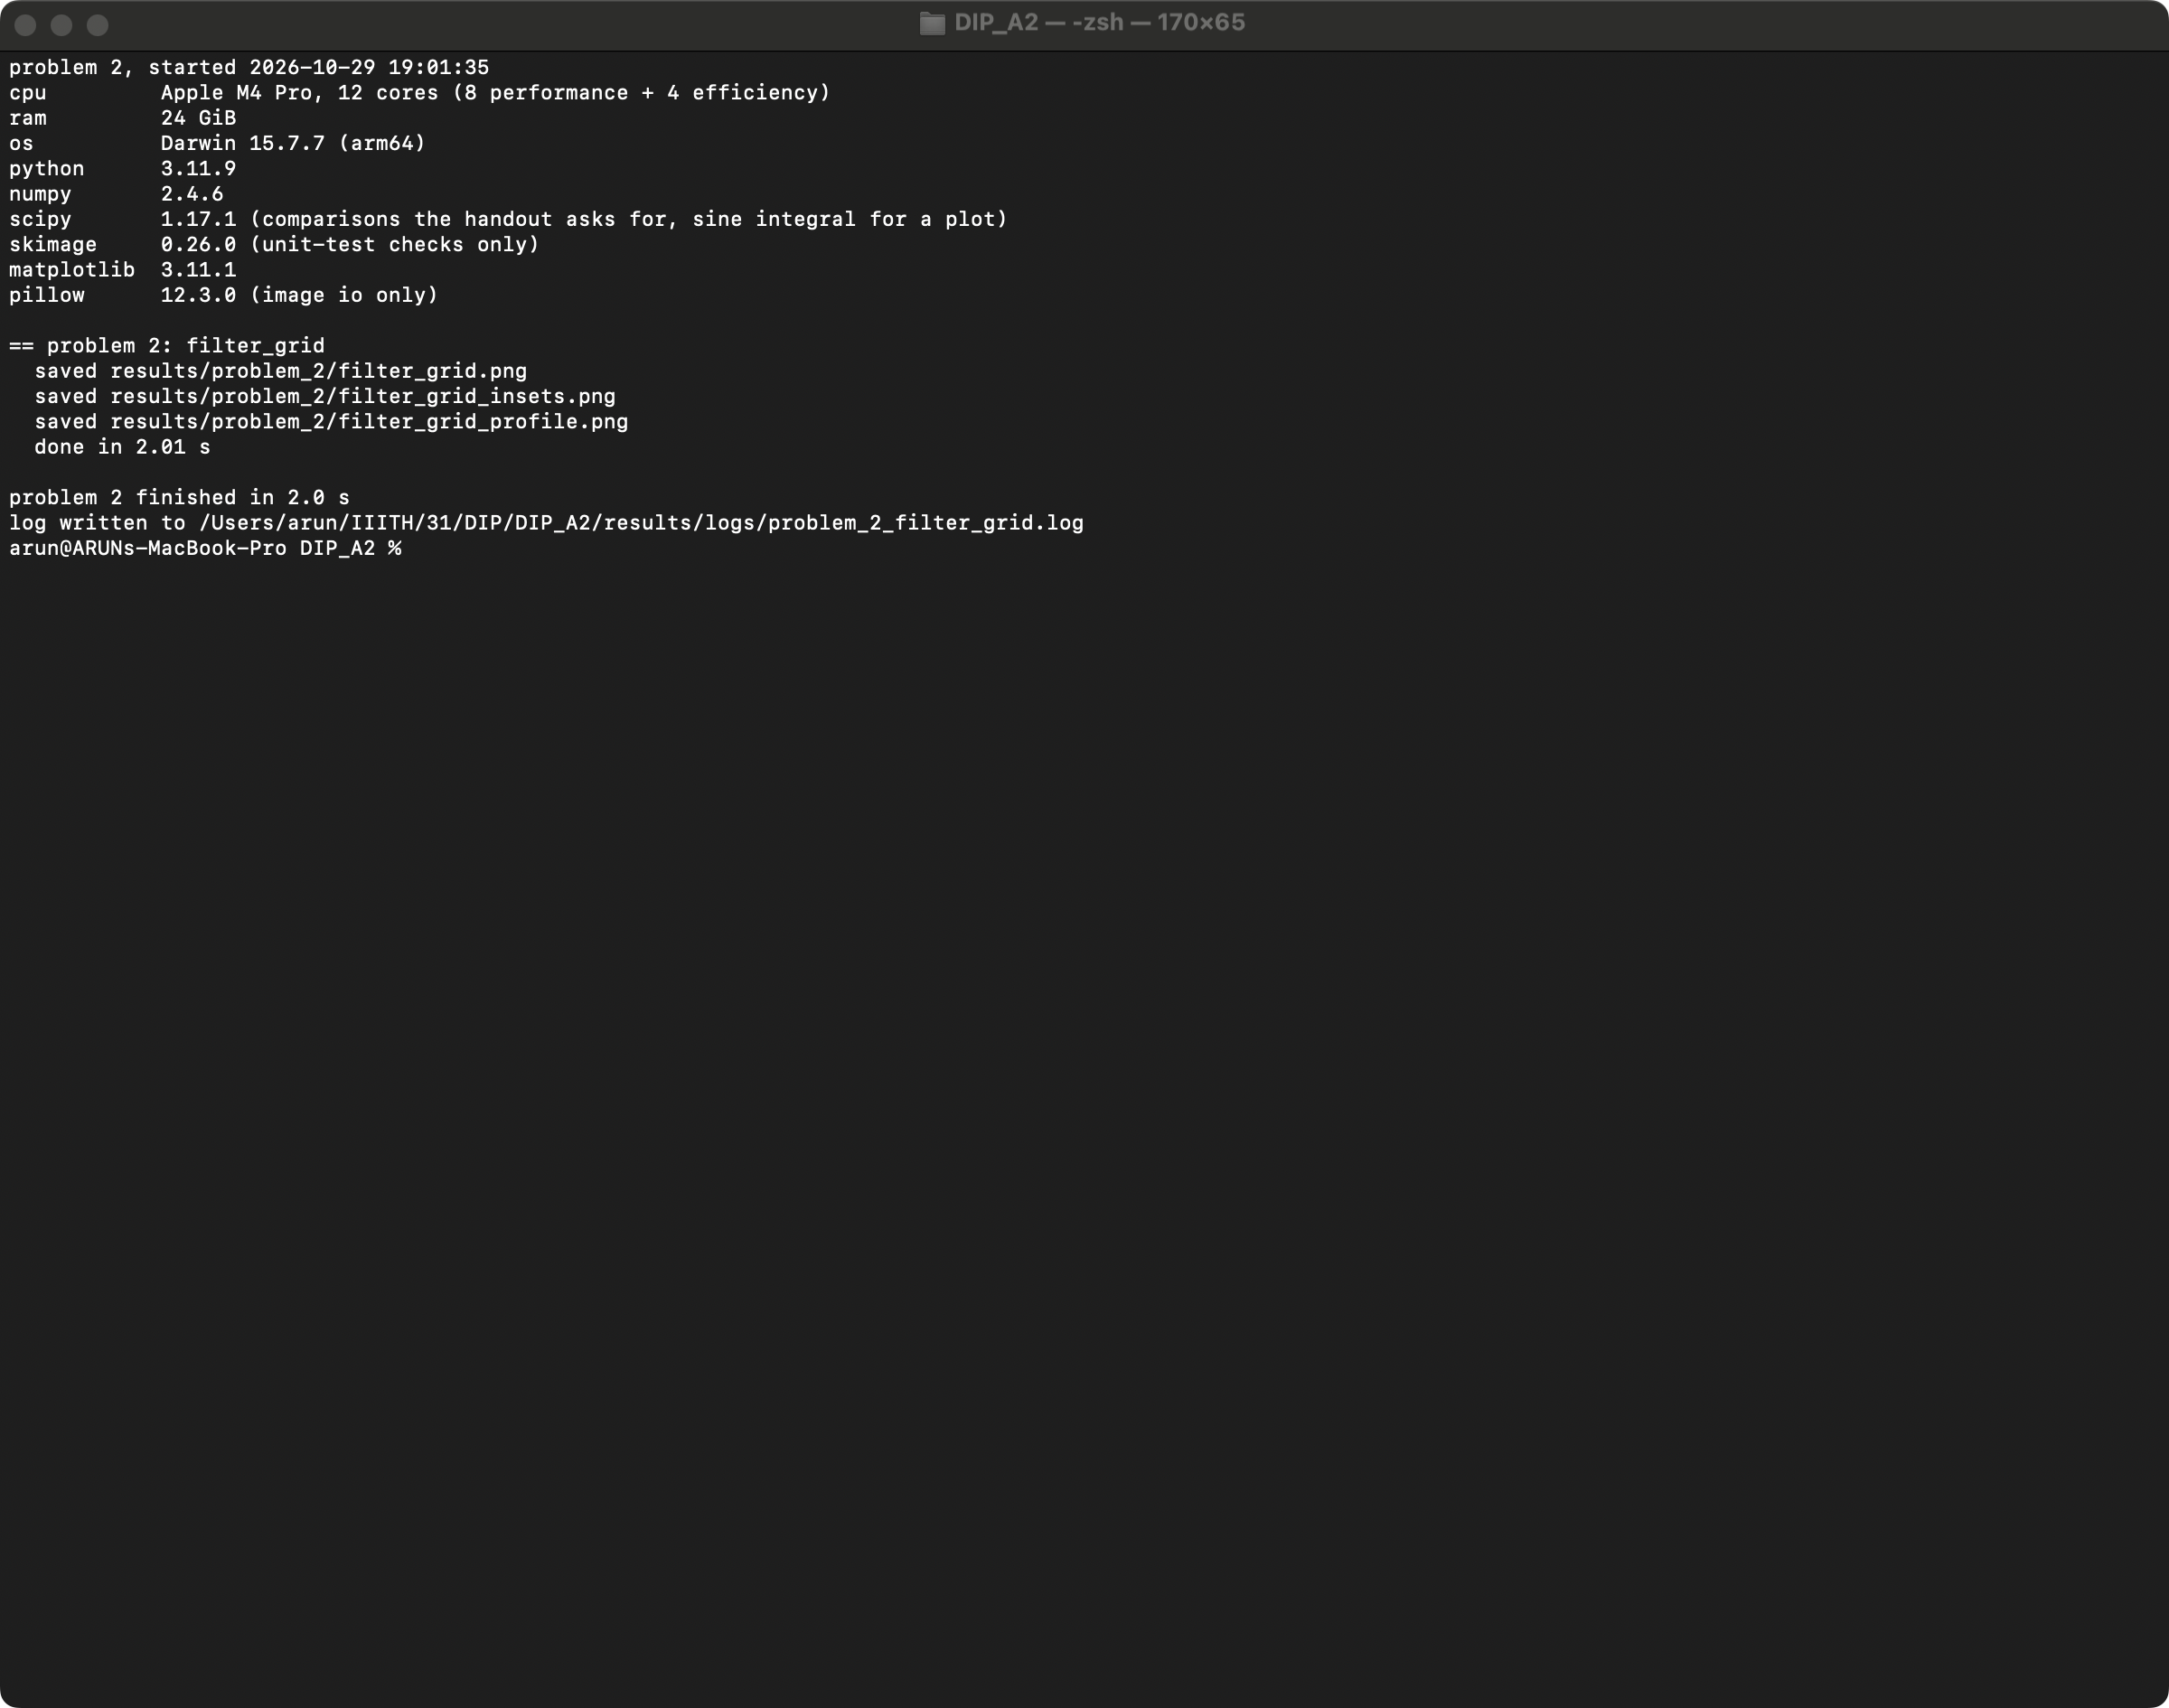 DIP_A2 — -zsh — 170×65
problem 2, started 2026-10-29 19:01:35
cpu         Apple M4 Pro, 12 cores (8 performance + 4 efficiency)
ram         24 GiB
os          Darwin 15.7.7 (arm64)
python      3.11.9
numpy       2.4.6
scipy       1.17.1 (comparisons the handout asks for, sine integral for a plot)
skimage     0.26.0 (unit-test checks only)
matplotlib  3.11.1
pillow      12.3.0 (image io only)
== problem 2: filter_grid
  saved results/problem_2/filter_grid.png
  saved results/problem_2/filter_grid_insets.png
  saved results/problem_2/filter_grid_profile.png
  done in 2.01 s
problem 2 finished in 2.0 s
log written to /Users/arun/IIITH/31/DIP/DIP_A2/results/logs/problem_2_filter_grid.log
arun@ARUNs-MacBook-Pro DIP_A2 %